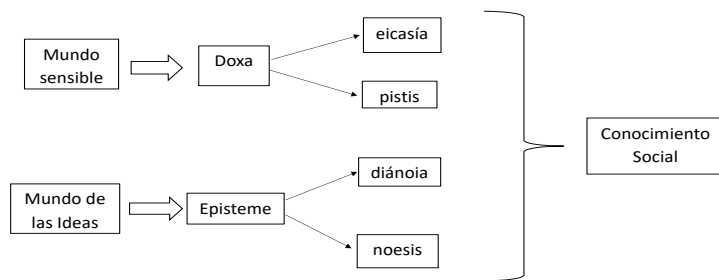 Mundo
sensible
Doxa
eicasía
pistis
Mundo de
las Ideas
Episteme
diánoia
noesis
Conocimiento
Social